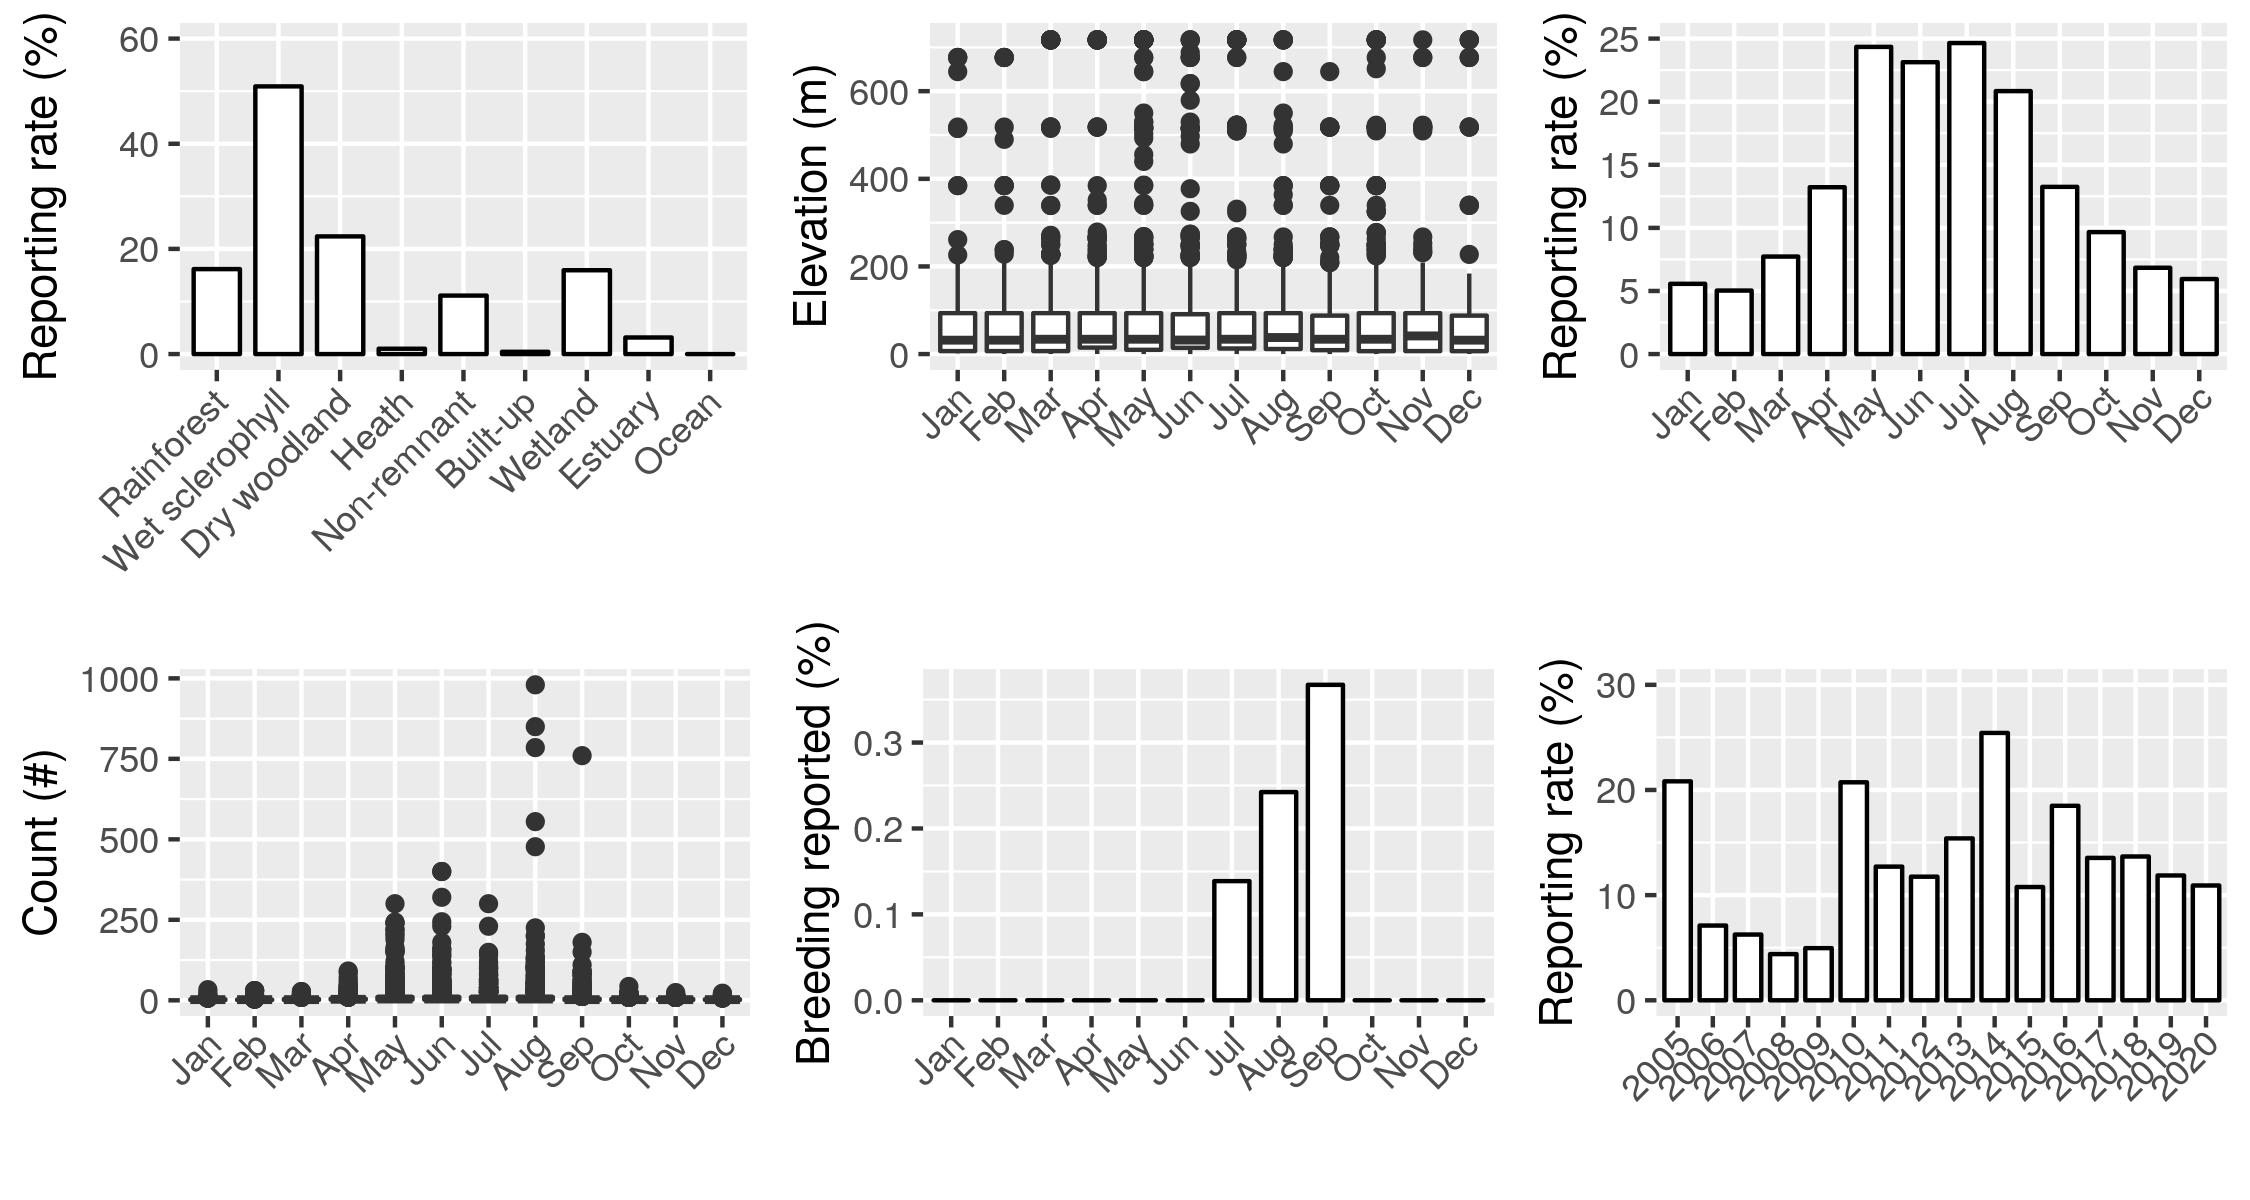 Reporting rate (%)
60
40
20
0
Rainforest
Wet sclerophyll
Dry woodland
Heath
Non-remnant
Built-up
Wetland
Estuary
Ocean
Elevation (m)
600
400
200
0
Jan
Feb
Mar
Apr
May
Jun
Jul
Aug
Sep
Oct
Nov
Dec
Reporting rate (%)
25
20
15
10
5
0
Jan
Feb
Mar
Apr
May
Jun
Jul
Aug
Sep
Oct
Nov
Dec
Count (#)
1000
750
500
250
0
Jan
Feb
Mar
Apr
May
Jun
Jul
Aug
Sep
Oct
Nov
Dec
Breeding reported (%)
0.3
0.2
0.1
0.0
Jan
Feb
Mar
Apr
May
Jun
Jul
Aug
Sep
Oct
Nov
Dec
Reporting rate (%)
30
20
10
0
2005
2006
2007
2008
2009
2010
2011
2012
2013
2014
2015
2016
2017
2018
2019
2020